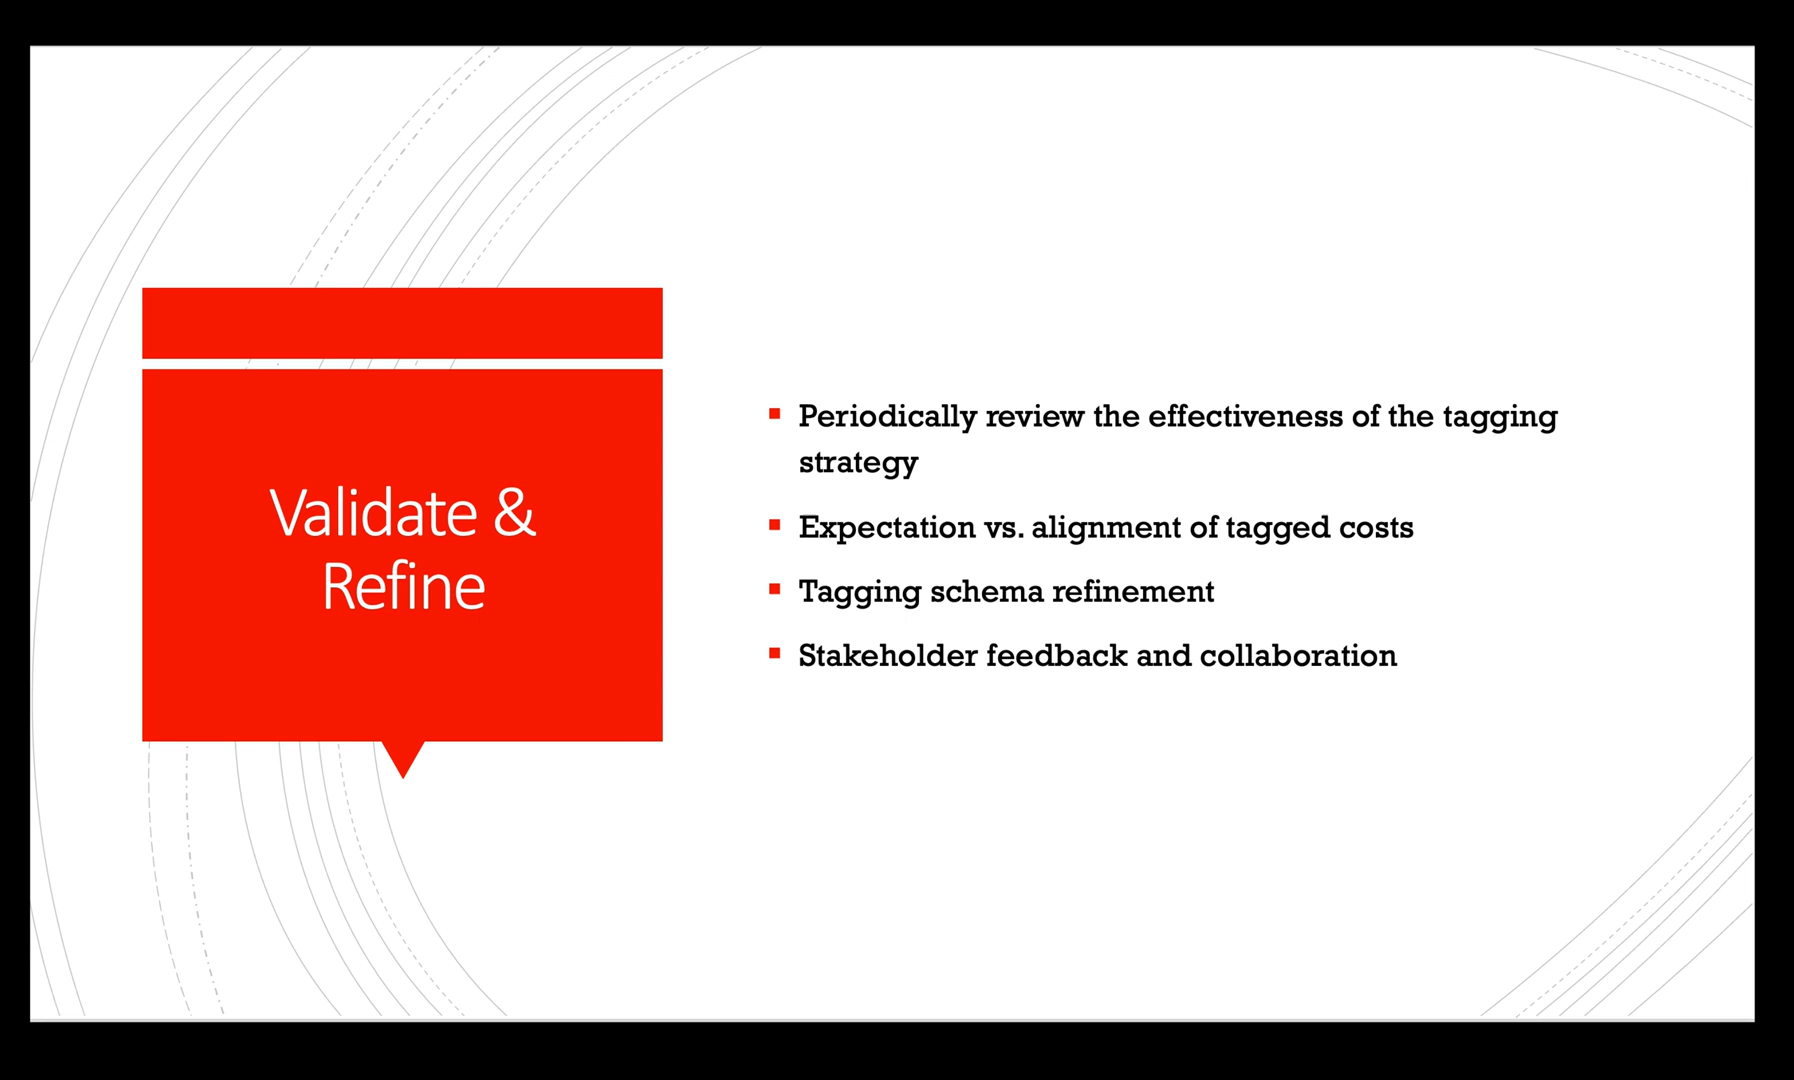 Validate &
Refine
Periodically review the effectiveness of the tagging
strategy
Expectation vs. alignment of tagged costs
Tagging schema refinement
Stakeholder feedback and collaboration